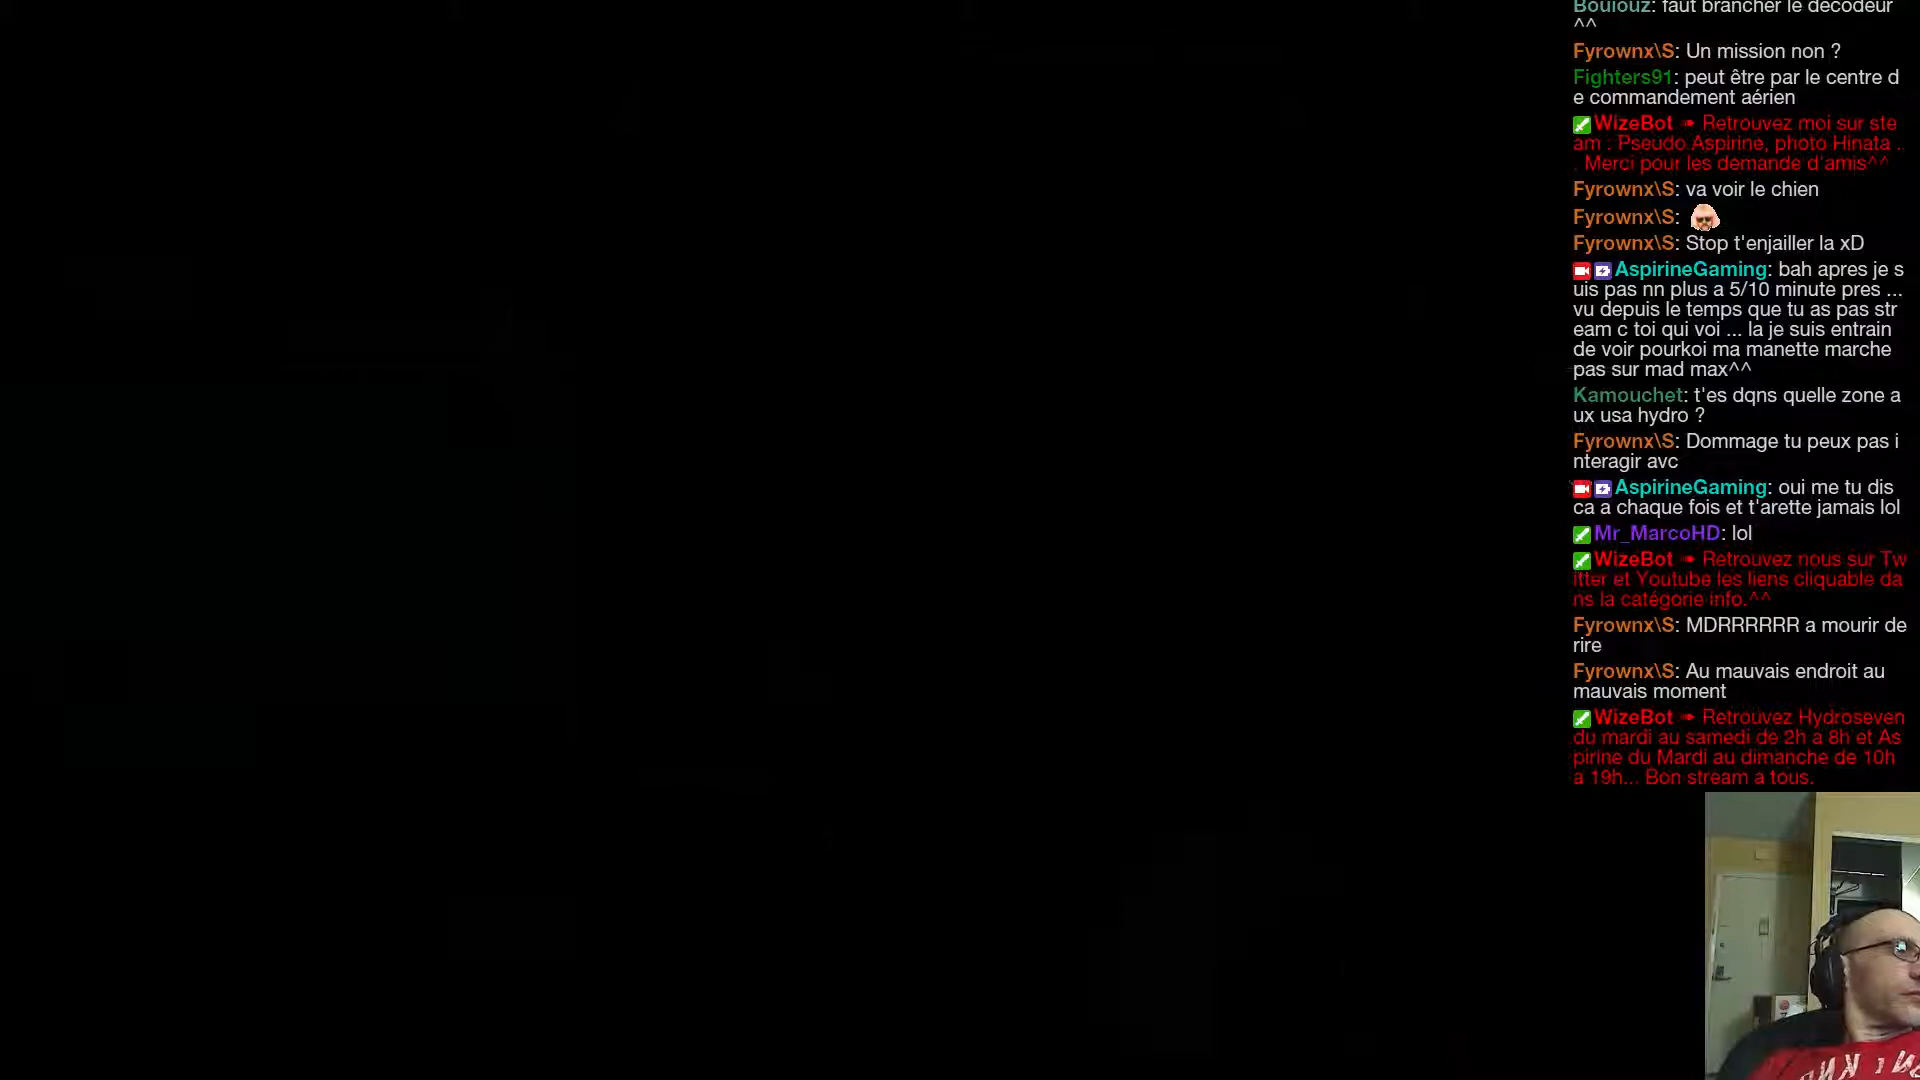 Boulouz: faut brancher le décodeur
^^
Fyrownx\S: Un mission non ?
Fighters91: peut être par le centre d
e commandement aérien
WizeBot ➠ Retrouvez moi sur ste
am : Pseudo Aspirine, photo Hinata ..
. Merci pour les demande d'amis^^
Fyrownx\S: va voir le chien
Fyrownx\S:
Fyrownx\S: Stop t'enjailler la xD
AspirineGaming: bah apres je s
uis pas nn plus a 5/10 minute pres ...
vu depuis le temps que tu as pas str
eam c toi qui voi ... la je suis entrain
de voir pourkoi ma manette marche
pas sur mad max^^
Kamouchet: t'es dqns quelle zone a
ux usa hydro ?
Fyrownx\S: Dommage tu peux pas i
nteragir avc
AspirineGaming: oui me tu dis
ca a chaque fois et t'arette jamais lol
Mr_MarcoHD: lol
WizeBot ➠ Retrouvez nous sur Tw
itter et Youtube les liens cliquable da
ns la catégorie info.^^
Fyrownx\S: MDRRRRRR a mourir de
rire
Fyrownx\S: Au mauvais endroit au
mauvais moment
WizeBot ➠ Retrouvez Hydroseven
du mardi au samedi de 2h a 8h et As
pirine du Mardi au dimanche de 10h
a 19h... Bon stream a tous.